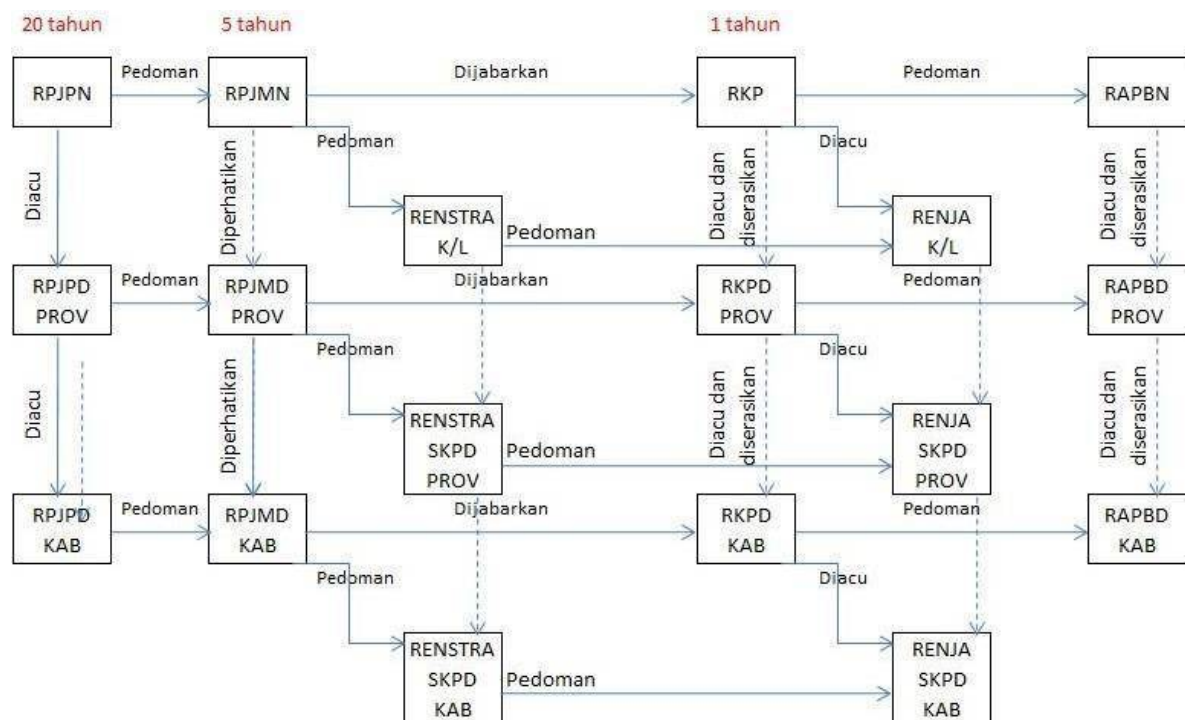 20 tahun
5 tahun
1 tahun
RPJPN
Pedoman
RPJMN
Dijabarkan
RKP
Pedoman
RAPBN
Diacu
Diperhatikan
Pedoman
Diacu dan
diserasikan
Diacu
Diacu dan
diserasikan
RENSTRA
K/L
Pedoman
RENJA
K/L
RPJPD
PROV
Pedoman
RPJMD
PROV
Dijabarkan
RKPD
PROV
Pedoman
RAPBD
PROV
Diacu
Diperhatikan
Pedoman
Diacu dan
diserasikan
Diacu
Diacu dan
diserasikan
RENSTRA
SKPD
PROV
Pedoman
RENJA
SKPD
PROV
RPJPD
KAB
Pedoman
RPJMD
KAB
Dijabarkan
RKPD
KAB
Pedoman
RAPBD
KAB
Pedoman
Diacu
RENSTRA
SKPD
KAB
Pedoman
RENJA
SKPD
KAB